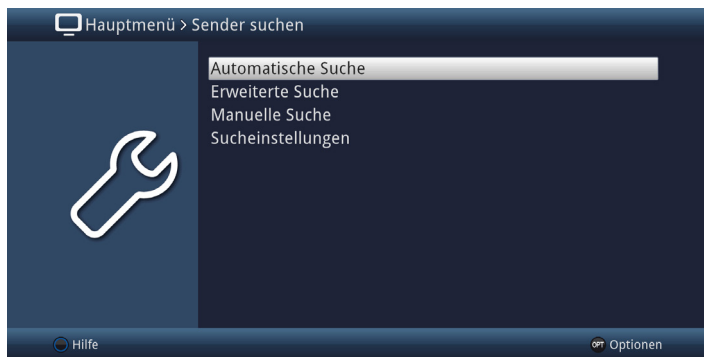 Hauptmenü > Sender suchen
Automatische Suche
Erweiterte Suche
Manuelle Suche
Sucheinstellungen
Hilfe
OPT Optionen